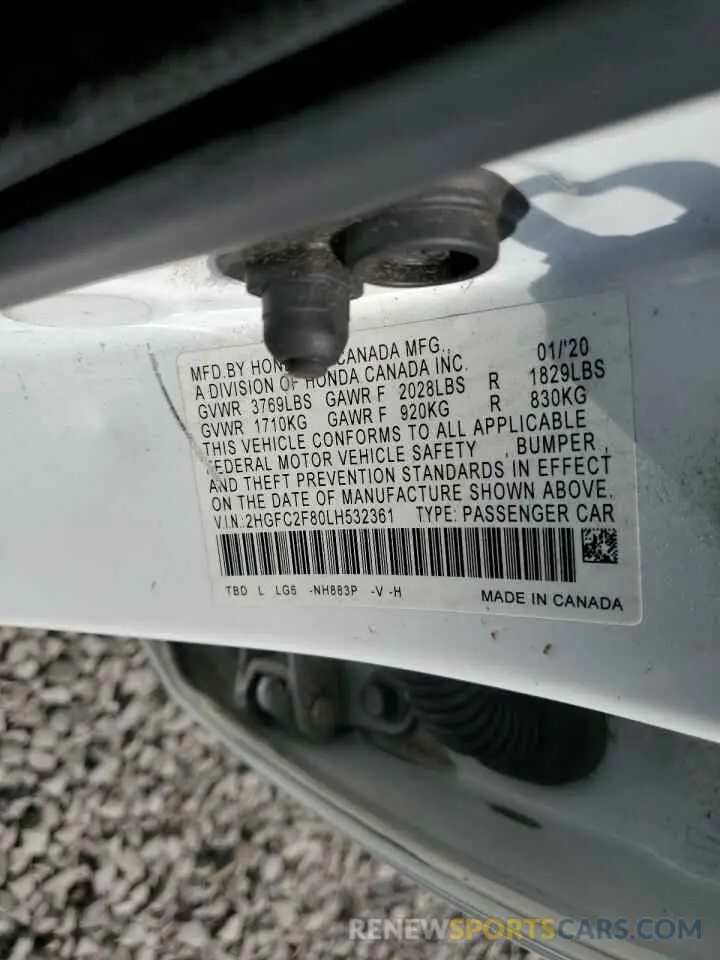 MFD.BY HON CANADA MFG., 01/'20
A DIVISION OF HONDA CANADA INC.
GVWR 3769LBS GAWR F 2028LBS R 1829LBS
GVWR 1710KG GAWR F 920KG R 830KG
THIS VEHICLE CONFORMS TO ALL APPLICABLE
FEDERAL MOTOR VEHICLE SAFETY , BUMPER,
AND THEFT PREVENTION STANDARDS IN EFFECT
ON THE DATE OF MANUFACTURE SHOWN ABOVE.
V.I.N.:2HGFC2F80LH532361 TYPE: PASSENGER CAR
TBD L LG6 -NH883P -V -H
MADE IN CANADA
RENEWSPORTSCARS.COM